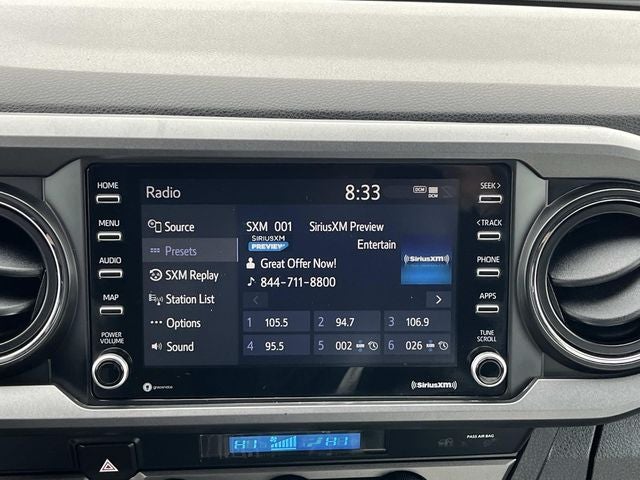 HOME
MENU
AUDIO
MAP
POWER
VOLUME
Radio 8:33 DCM DCM
Source
Presets
SXM Replay
Station List
Options
Sound
SXM 001 SiriusXM Preview
SIRIUSXM
PREVIEW
Entertain
(SiriusXM)
Great Offer Now!
844-711-8800
1 105.5 2 94.7 3 106.9
4 95.5 5 002 6 026
SEEK >
< TRACK
PHONE
APPS
TUNE
SCROLL
gracenote
(SiriusXM)
PASS AIR BAG